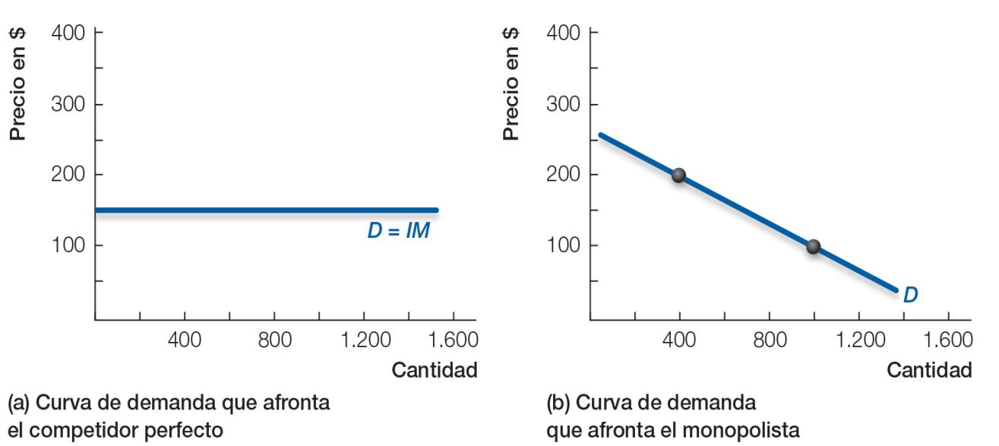 Precio en $
400
300
200
100
D = IM
400 800 1.200 1.600
Cantidad
(a) Curva de demanda que afronta
el competidor perfecto
Precio en $
400
300
200
100
D
400 800 1.200 1.600
Cantidad
(b) Curva de demanda
que afronta el monopolista